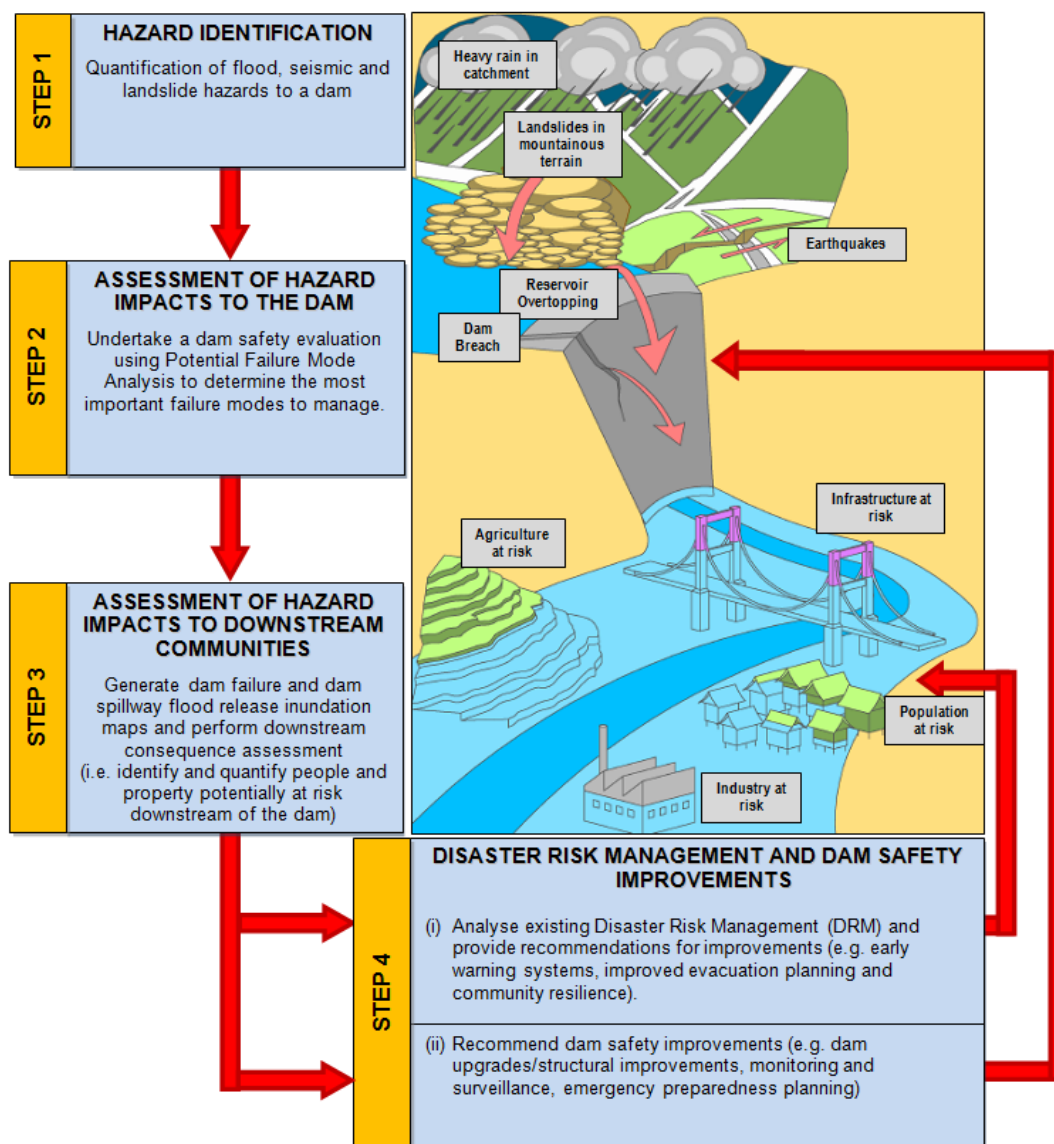 STEP 1
HAZARD IDENTIFICATION
Quantification of flood, seismic and
landslide hazards to a dam
STEP 2
ASSESSMENT OF HAZARD
IMPACTS TO THE DAM
Undertake a dam safety evaluation
using Potential Failure Mode
Analysis to determine the most
important failure modes to manage.
STEP 3
ASSESSMENT OF HAZARD
IMPACTS TO DOWNSTREAM
COMMUNITIES
Generate dam failure and dam
spillway flood release inundation
maps and perform downstream
consequence assessment
(i.e. identify and quantify people and
property potentially at risk
downstream of the dam)
Heavy rain in
catchment
Landslides in
mountainous
terrain
Earthquakes
Reservoir
Overtopping
Dam
Breach
Infrastructure at
risk
Agriculture
at risk
Population
at risk
Industry at
risk
STEP 4
DISASTER RISK MANAGEMENT AND DAM SAFETY
IMPROVEMENTS
(i) Analyse existing Disaster Risk Management (DRM) and
provide recommendations for improvements (e.g. early
warning systems, improved evacuation planning and
community resilience).
(ii) Recommend dam safety improvements (e.g. dam
upgrades/structural improvements, monitoring and
surveillance, emergency preparedness planning)